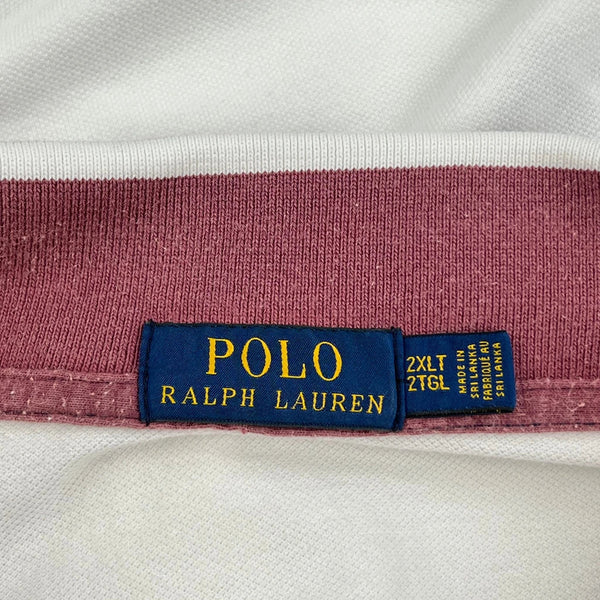 POLO
RALPH LAUREN
2XLT
2TGL
MADE IN
SRI LANKA
FABRIQUÉ AU
SRI LANKA